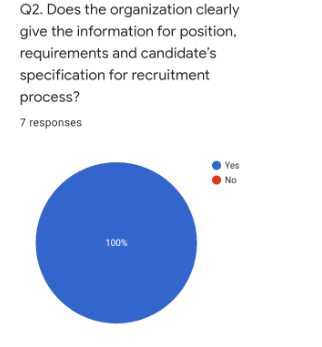 Q2. Does the organization clearly
give the information for position,
requirements and candidate's
specification for recruitment
process?
7 responses
Yes
No
100%